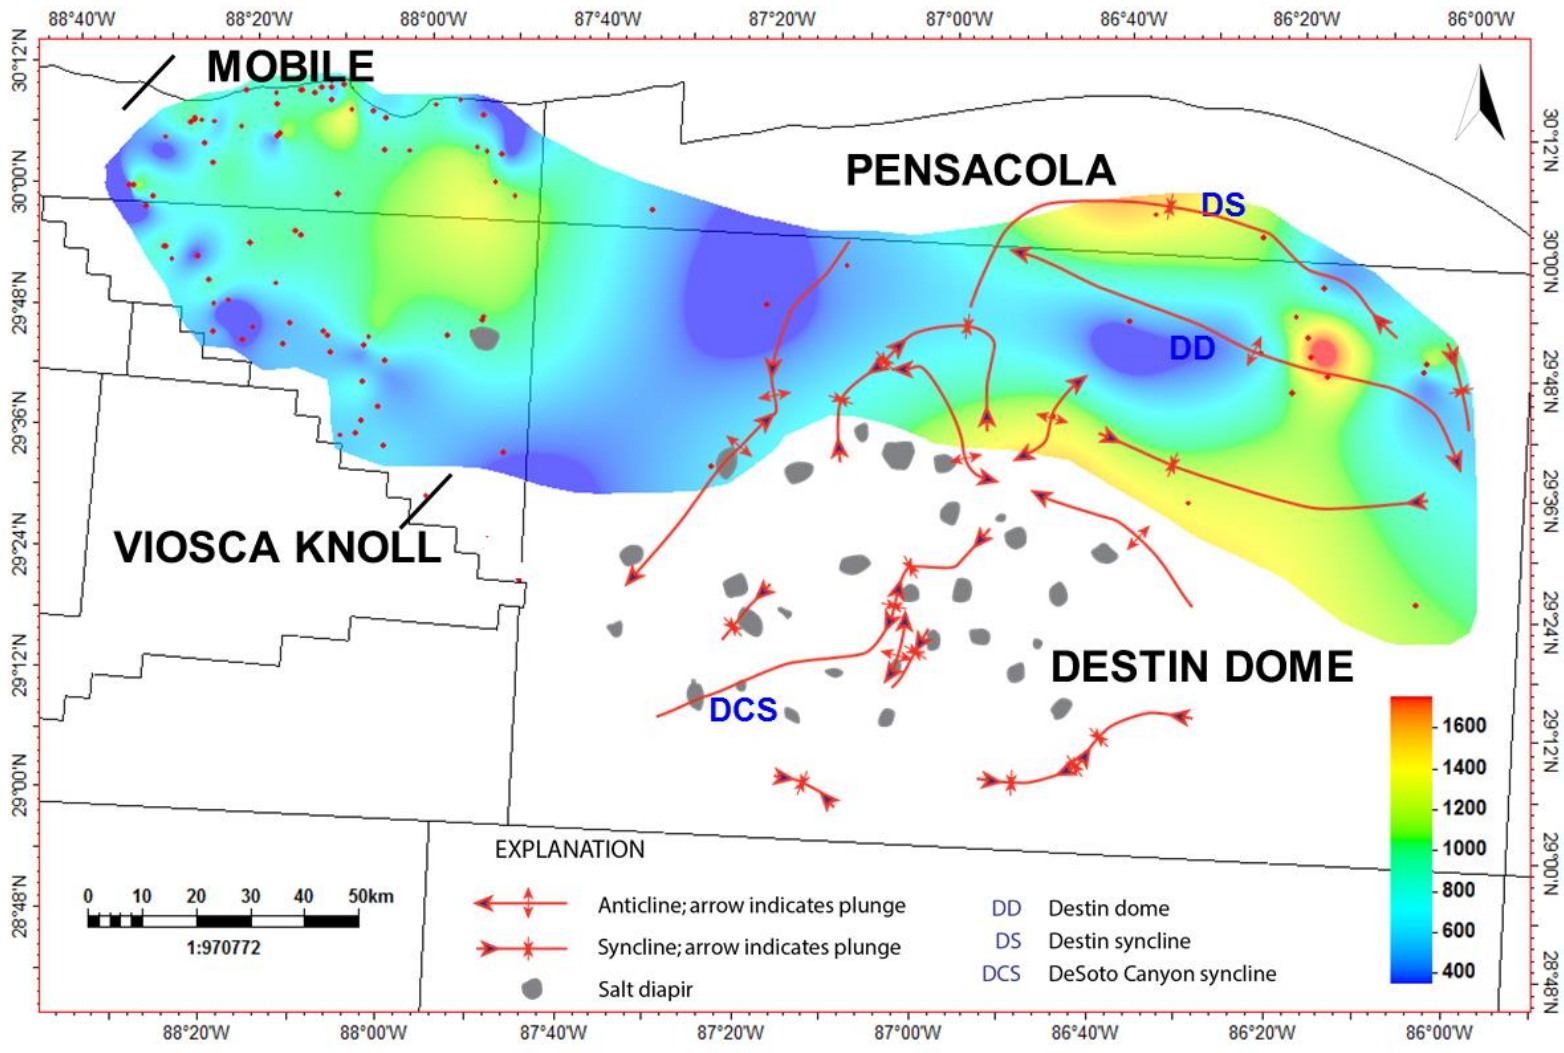 88°40'W 88°20'W 88°00'W 87°40'W 87°20'W 87°00'W 86°40'W 86°20'W 86°00'W
30°12'N
30°00'N
29°48'N
29°36'N
29°24'N
29°12'N
29°00'N
28°48'N
MOBILE
PENSACOLA
DS
DD
VIOSCA KNOLL
DESTIN DOME
DCS
30°12'N
30°00'N
29°48'N
29°36'N
29°24'N
29°12'N
29°00'N
28°48'N
1600
1400
1200
1000
800
600
400
EXPLANATION
0 10 20 30 40 50km
1:970772
Anticline; arrow indicates plunge
Syncline; arrow indicates plunge
Salt diapir
DD Destin dome
DS Destin syncline
DCS DeSoto Canyon syncline
88°20'W 88°00'W 87°40'W 87°20'W 87°00'W 86°40'W 86°20'W 86°00'W